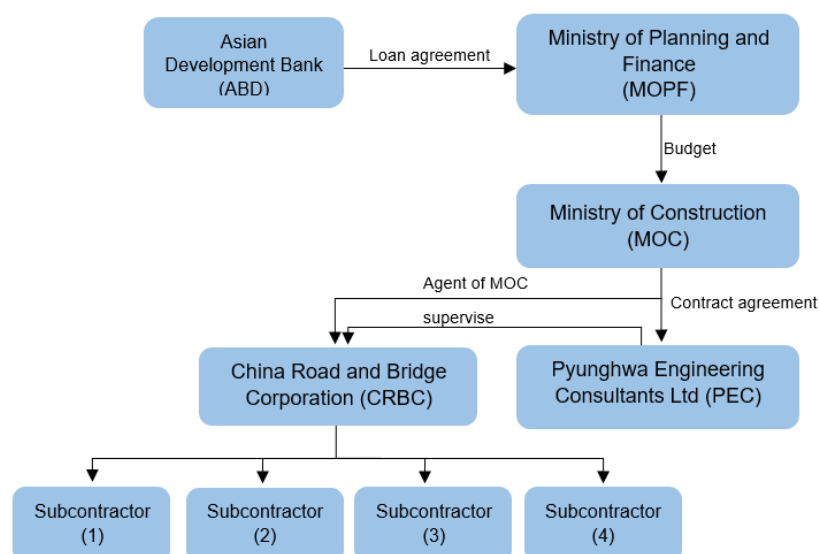 Asian
Development Bank
(ABD)
Loan agreement
Ministry of Planning and
Finance
(MOPF)
Budget
Ministry of Construction
(MOC)
Agent of MOC
Contract agreement
supervise
China Road and Bridge
Corporation (CRBC)
Pyunghwa Engineering
Consultants Ltd (PEC)
Subcontractor
(1)
Subcontractor
(2)
Subcontractor
(3)
Subcontractor
(4)